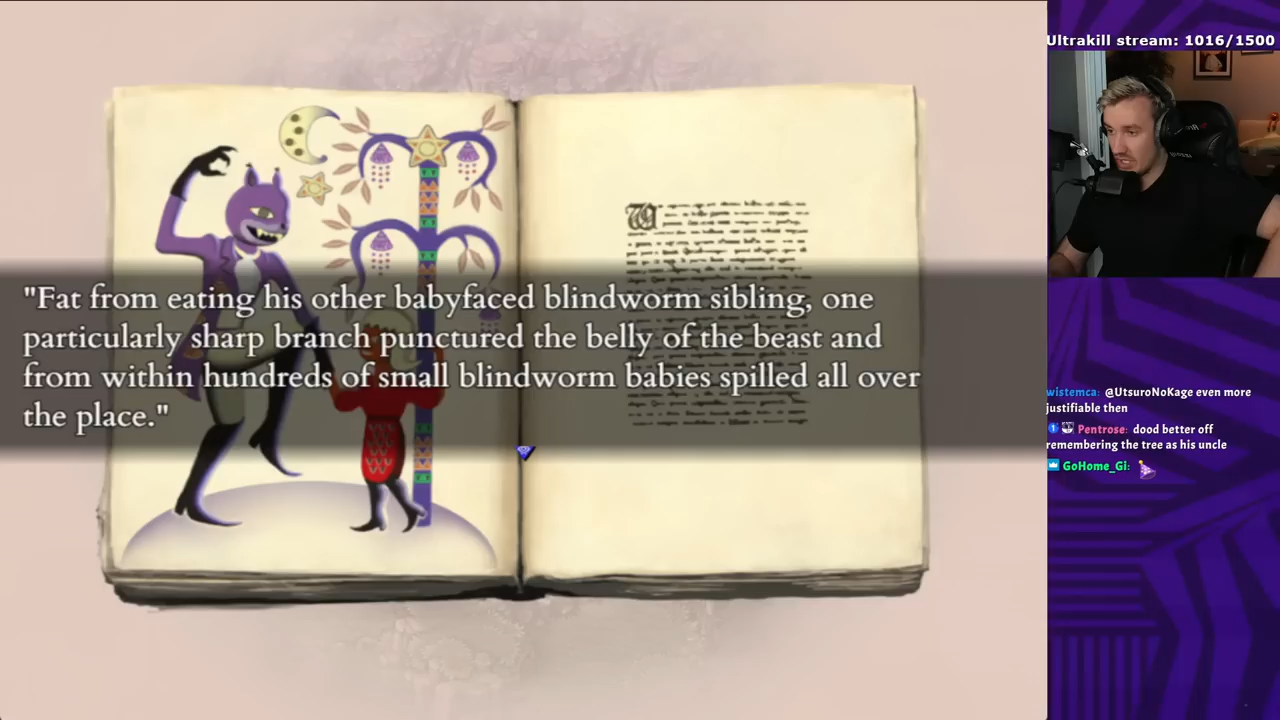 Ultrakill stream: 1016/1500
"Fat from eating his other babyfaced blindworm sibling, one
particularly sharp branch punctured the belly of the beast and
from within hundreds of small blindworm babies spilled all over
the place."
wistemca: @UtsuroNoKage even more
justifiable then
Pentrose: dood better off
remembering the tree as his uncle
GoHome_Gi: